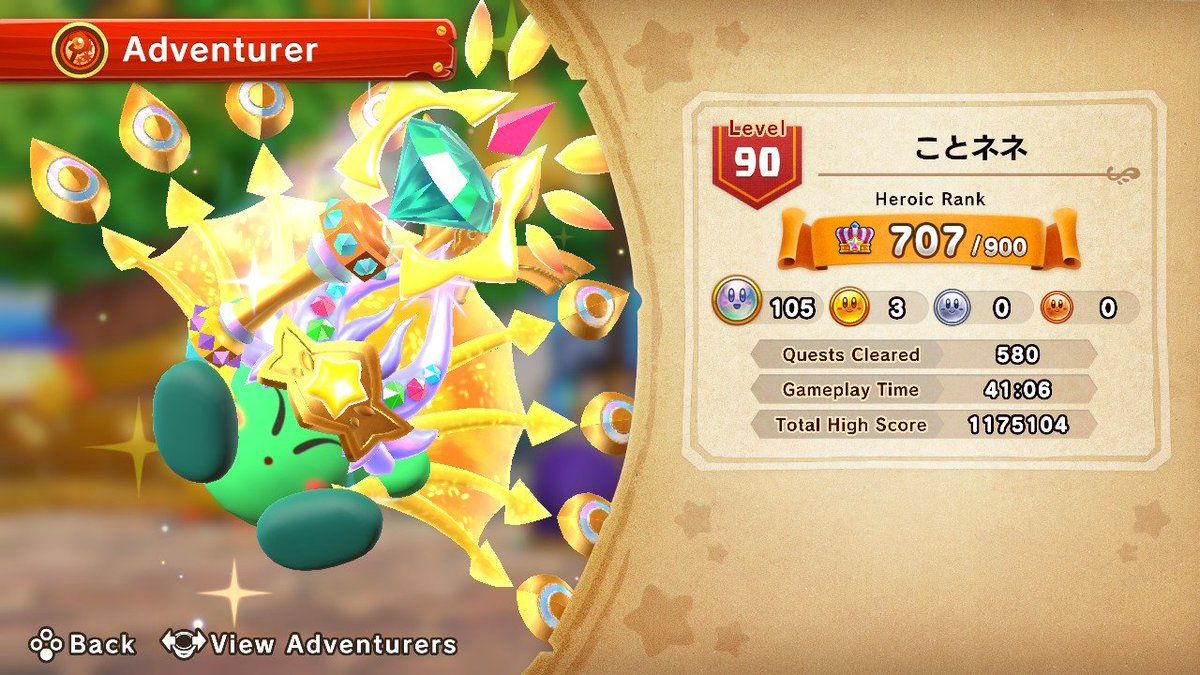 Adventurer
Level
90
ことネネ
Heroic Rank
707/900
105 3 0 0
Quests Cleared 580
Gameplay Time 41:06
Total High Score 1175104
Back View Adventurers